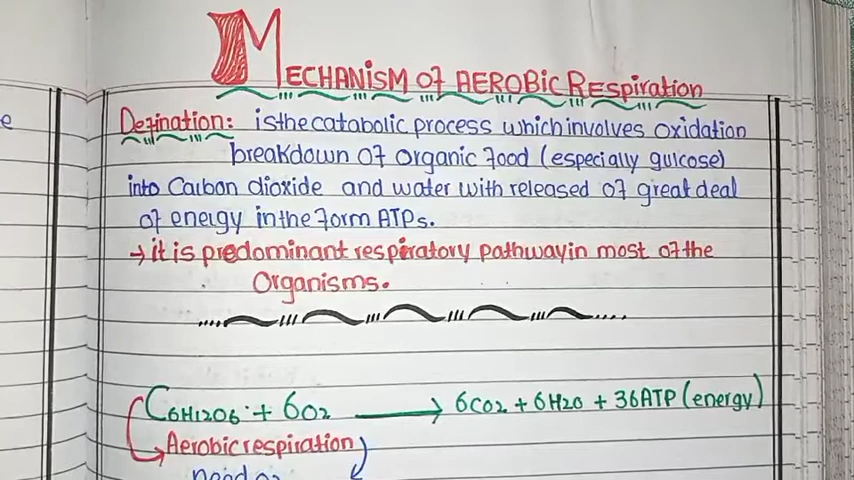 MECHANISM of AEROBIC RESPIRATION
Defination: is the catabolic process which involves oxidation
breakdown of organic food (especially gulcose)
into Carbon dioxide and water with released of great deal
of energy in the form ATPs.
→ it is predominant respiratory pathway in most of the
Organisms.
C6H12O6 + 6O2 ⟶ 6CO2 + 6H2O + 36ATP (energy)
Aerobic respiration